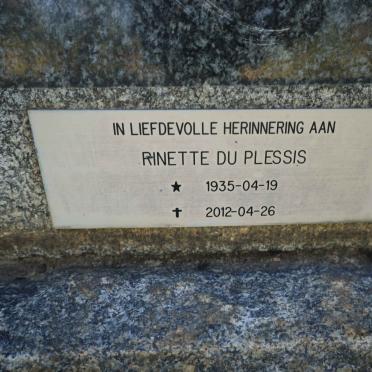 IN LIEFDEVOLLE HERINNERING AAN
RINETTE DU PLESSIS
★ 1935-04-19
✝ 2012-04-26